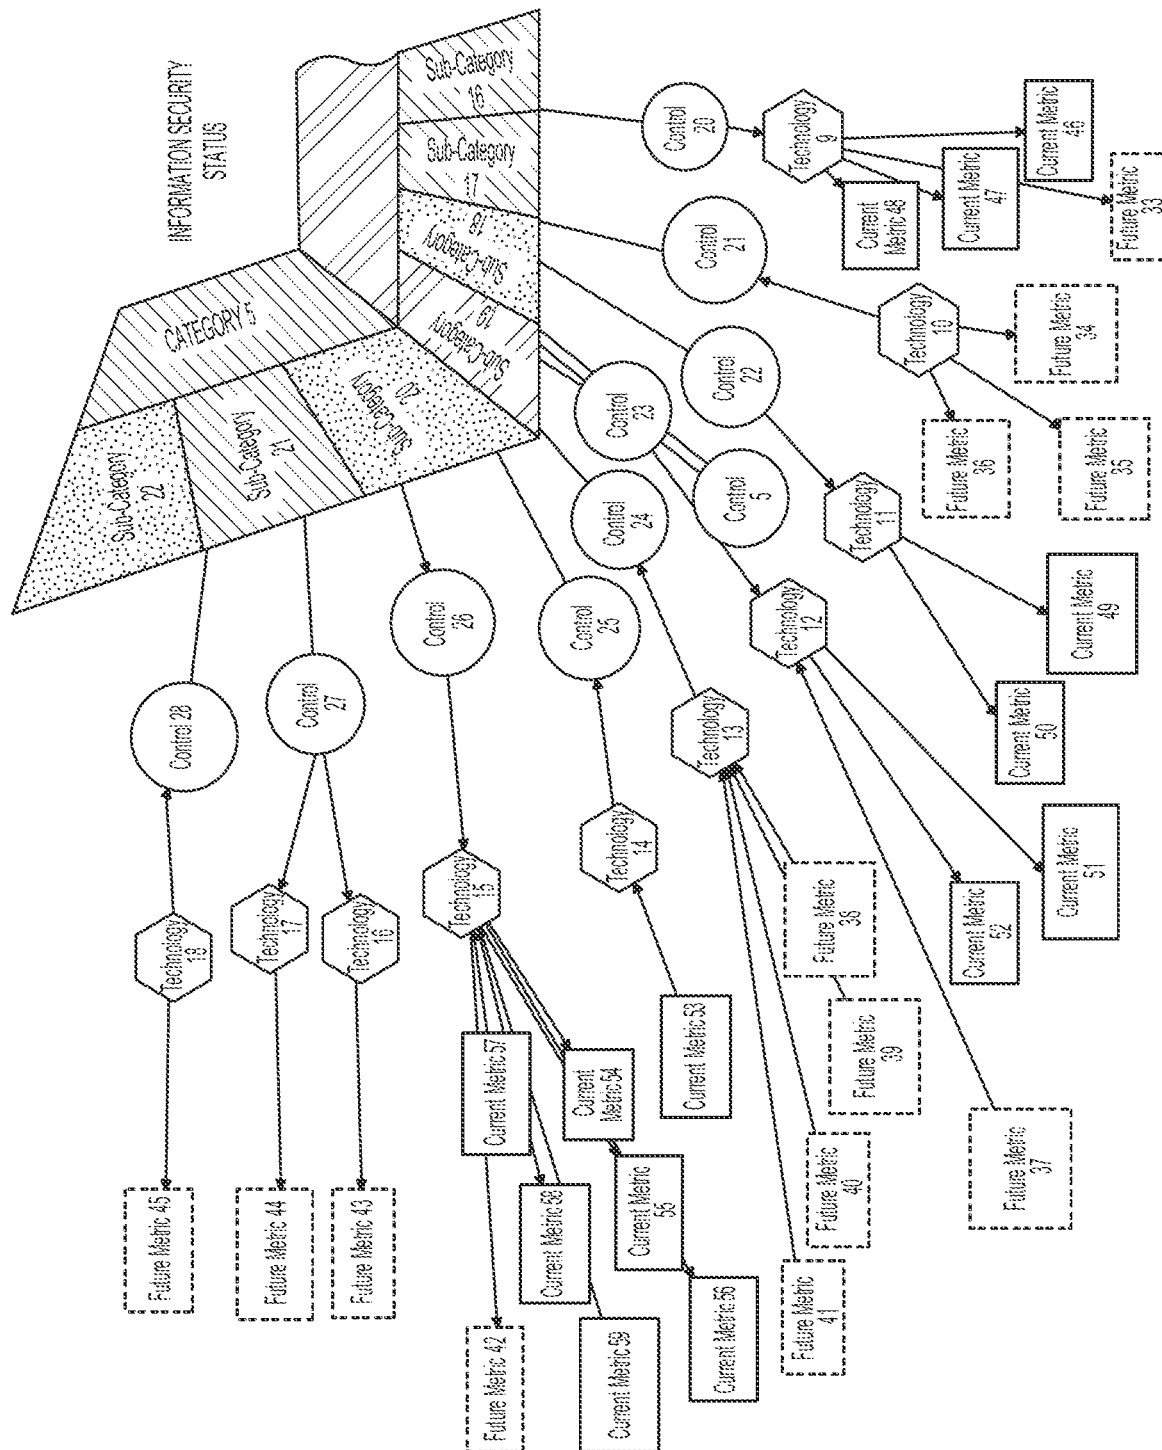 INFORMATION SECURITY
STATUS
CATEGORY 5
Sub-Category
16
Sub-Category
17
Sub-Category
18
Sub-Category
19
Sub-Category
20
Sub-Category
21
Sub-Category
22
Control
20
Control
21
Control
22
Control
23
Control
5
Control
24
Control
25
Control
26
Control
27
Control 28
Technology
9
Technology
10
Technology
11
Technology
12
Technology
13
Technology
14
Technology
15
Technology
16
Technology
17
Technology
18
Current Metric
46
Current Metric
47
Current
Metric 48
Future Metric
33
Future Metric
34
Future Metric
35
Future Metric
36
Current Metric
49
Current Metric
50
Current Metric
51
Current Metric
52
Future Metric
37
Future Metric
38
Future Metric
39
Future Metric
40
Future Metric
41
Current Metric 53
Current
Metric 54
Current Metric
55
Current Metric 56
Current Metric 57
Current Metric 58
Current Metric 59
Future Metric 42
Future Metric 43
Future Metric 44
Future Metric 45